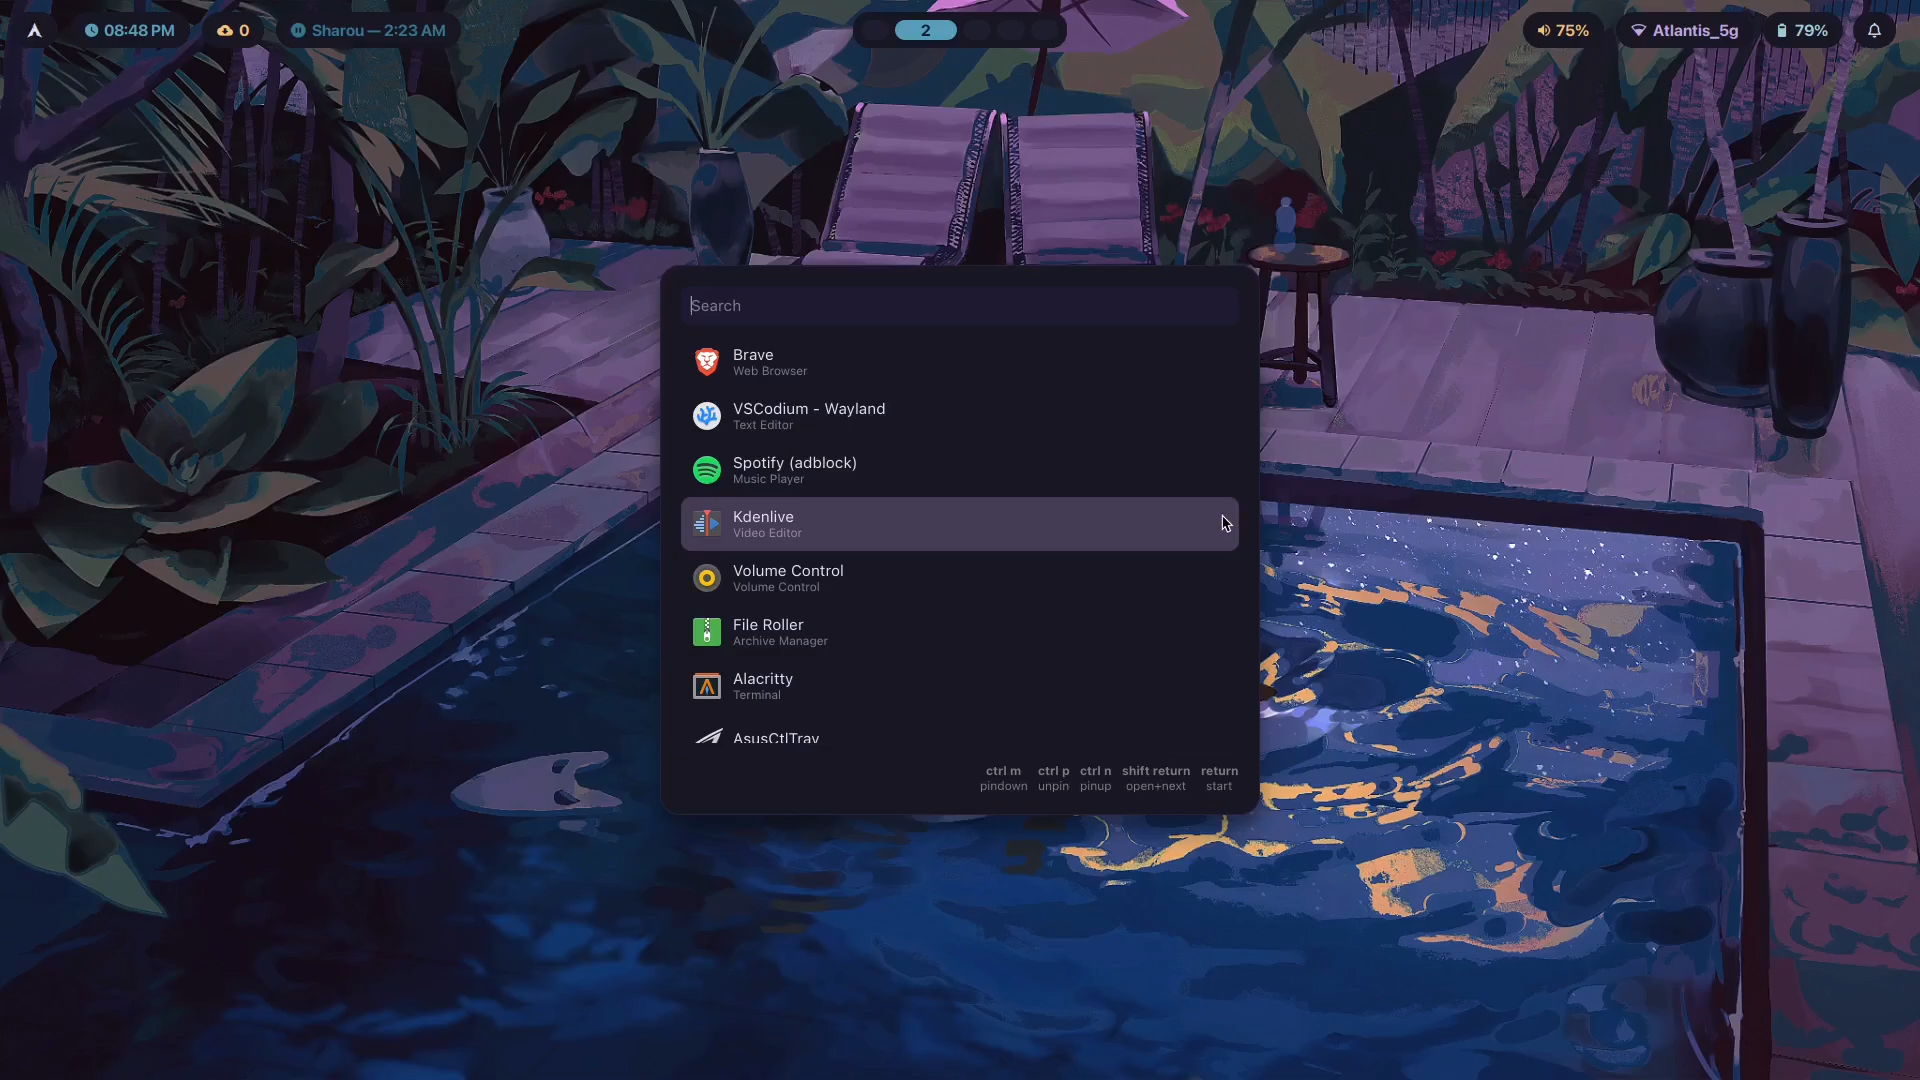 08:48 PM
0
Sharou — 2:23 AM
2
75%
Atlantis_5g
79%
Search
Brave
Web Browser
VSCodium - Wayland
Text Editor
Spotify (adblock)
Music Player
Kdenlive
Video Editor
Volume Control
Volume Control
File Roller
Archive Manager
Alacritty
Terminal
AsusCtlTray
ctrl m ctrl p ctrl n shift return return
pindown unpin pinup open+next start